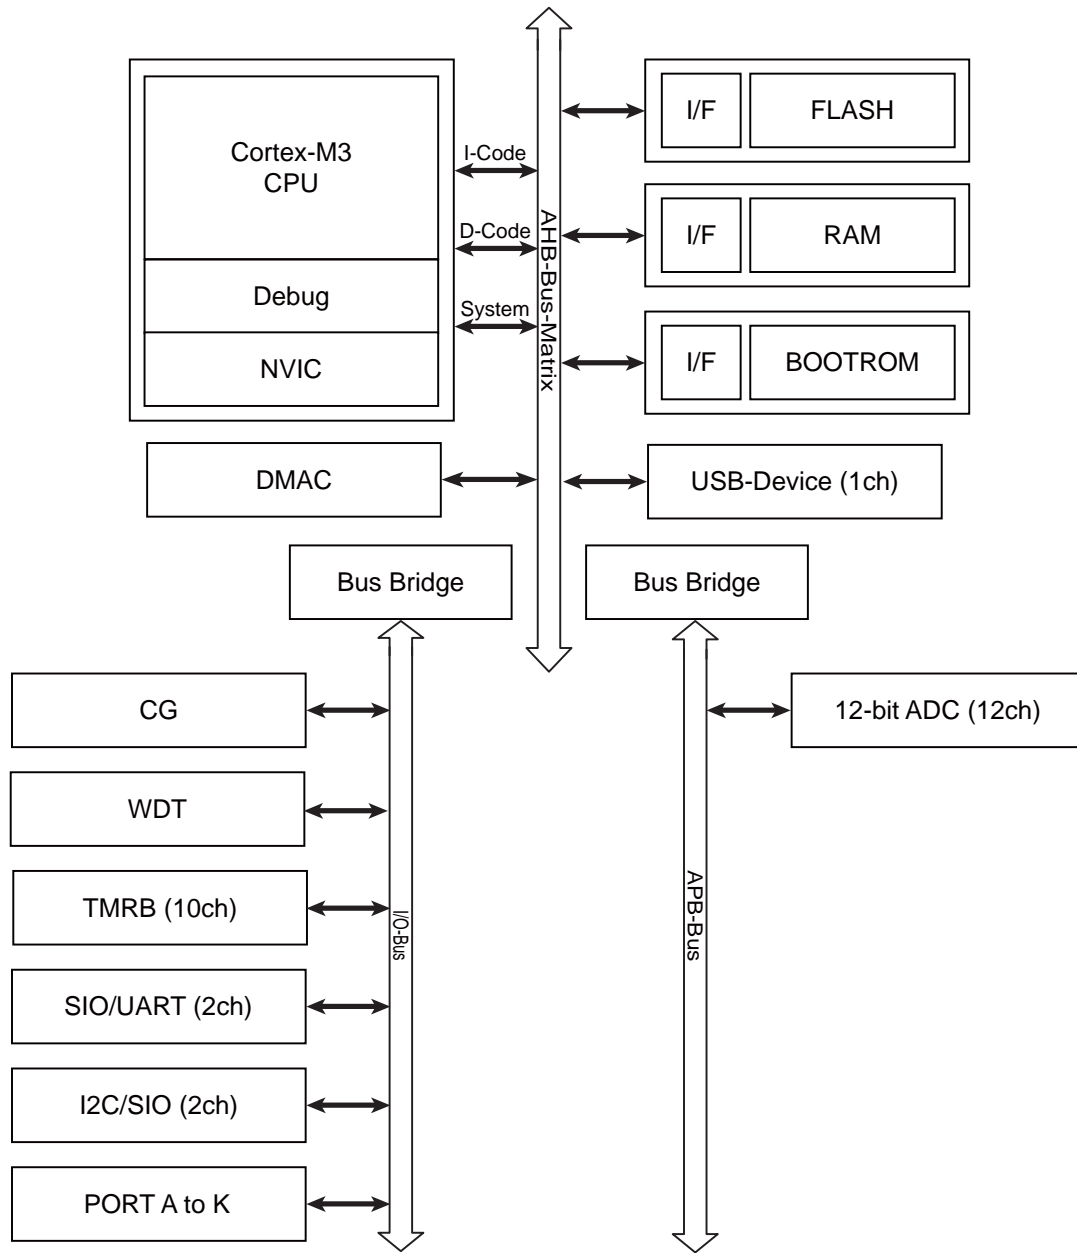 Cortex-M3
CPU
Debug
NVIC
I-Code
D-Code
System
AHB-Bus-Matrix
I/F
FLASH
I/F
RAM
I/F
BOOTROM
DMAC
USB-Device (1ch)
Bus Bridge
Bus Bridge
CG
WDT
TMRB (10ch)
SIO/UART (2ch)
I2C/SIO (2ch)
PORT A to K
I/O-Bus
APB-Bus
12-bit ADC (12ch)